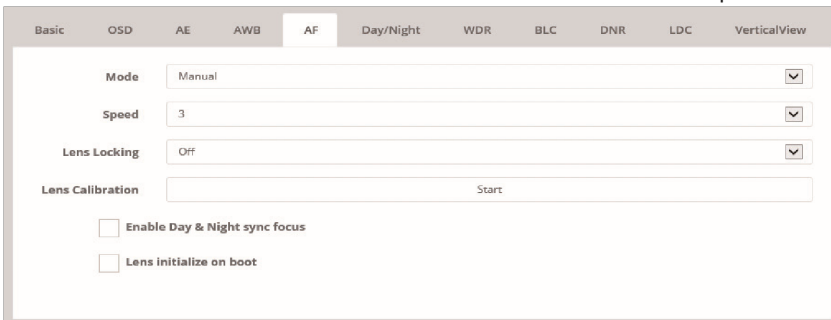 Basic OSD AE AWB AF Day/Night WDR BLC DNR LDC VerticalView
Mode Manual
Speed 3
Lens Locking Off
Lens Calibration Start
Enable Day & Night sync focus
Lens initialize on boot